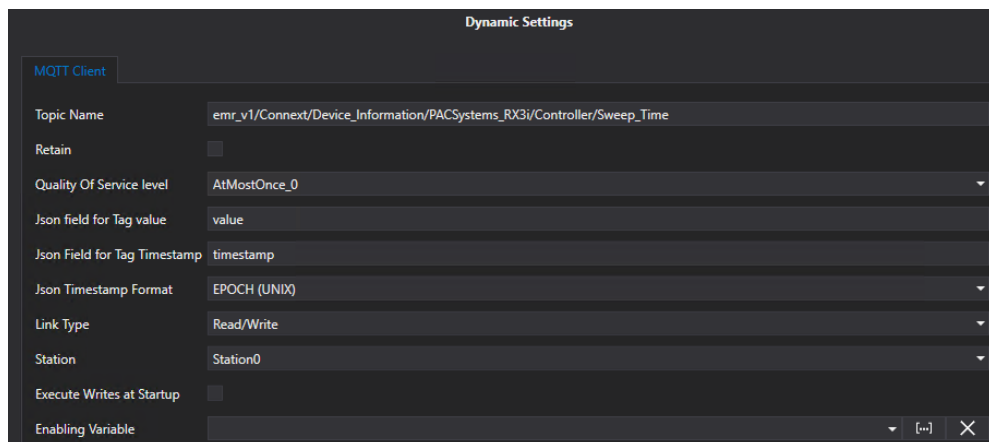 Dynamic Settings
MQTT Client
Topic Name emr_v1/Connext/Device_Information/PACSystems_RX3i/Controller/Sweep_Time
Retain
Quality Of Service level AtMostOnce_0
Json field for Tag value value
Json Field for Tag Timestamp timestamp
Json Timestamp Format EPOCH (UNIX)
Link Type Read/Write
Station Station0
Execute Writes at Startup
Enabling Variable [...]